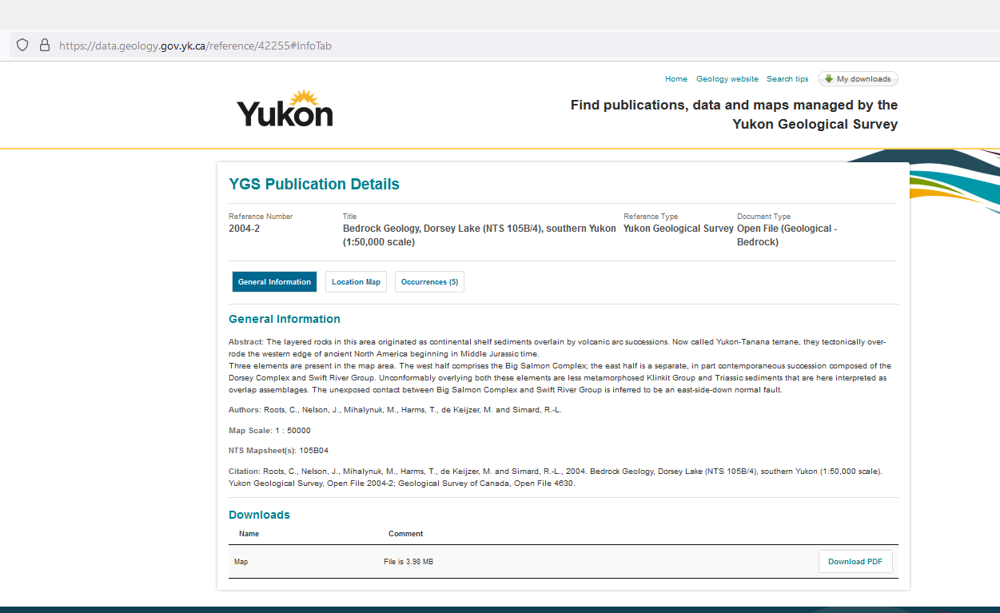 https://data.geology.gov.yk.ca/reference/42255#InfoTab
Home Geology website Search tips My downloads
Yukon
Find publications, data and maps managed by the
Yukon Geological Survey
YGS Publication Details
Reference Number Title Reference Type Document Type
2004-2 Bedrock Geology, Dorsey Lake (NTS 105B/4), southern Yukon Yukon Geological Survey Open File (Geological -
(1:50,000 scale) Bedrock)
General Information Location Map Occurrences (5)
General Information
Abstract: The layered rocks in this area originated as continental shelf sediments overlain by volcanic arc successions. Now called Yukon-Tanana terrane, they tectonically over-
rode the western edge of ancient North America beginning in Middle Jurassic time.
Three elements are present in the map area. The west half comprises the Big Salmon Complex; the east half is a separate, in part contemporaneous succession composed of the
Dorsey Complex and Swift River Group. Unconformably overlying both these elements are less metamorphosed Klinkit Group and Triassic sediments that are here interpreted as
overlap assemblages. The unexposed contact between Big Salmon Complex and Swift River Group is inferred to be an east-side-down normal fault.
Authors: Roots, C., Nelson, J., Mihalynuk, M., Harms, T., de Keijzer, M. and Simard, R.-L.
Map Scale: 1 : 50000
NTS Mapsheet(s): 105B04
Citation: Roots, C., Nelson, J., Mihalynuk, M., Harms, T., de Keijzer, M. and Simard, R.-L., 2004. Bedrock Geology, Dorsey Lake (NTS 105B/4), southern Yukon (1:50,000 scale).
Yukon Geological Survey, Open File 2004-2; Geological Survey of Canada, Open File 4630.
Downloads
Name Comment
Map File is 3.98 MB Download PDF